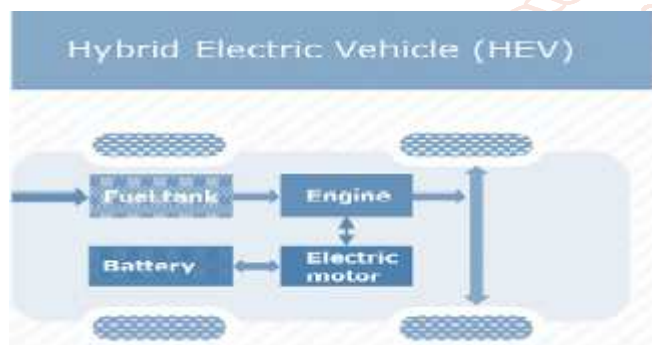 Hybrid Electric Vehicle (HEV)
Fuel tank
Engine
Battery
Electric
motor